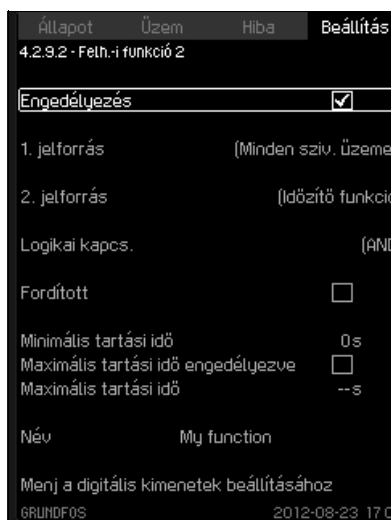 Állapot Üzem Hiba Beállítás
4.2.9.2 - Felh.-i funkció 2
Engedélyezés
1. jelforrás (Minden sziv. üzeme
2. jelforrás (Időzítő funkció
Logikai kapcs. (AND
Fordított
Minimális tartási idő 0s
Maximális tartási idő engedélyezve
Maximális tartási idő --s
Név My function
Menj a digitális kimenetek beállításához
GRUNDFOS 2012-08-23 17:0